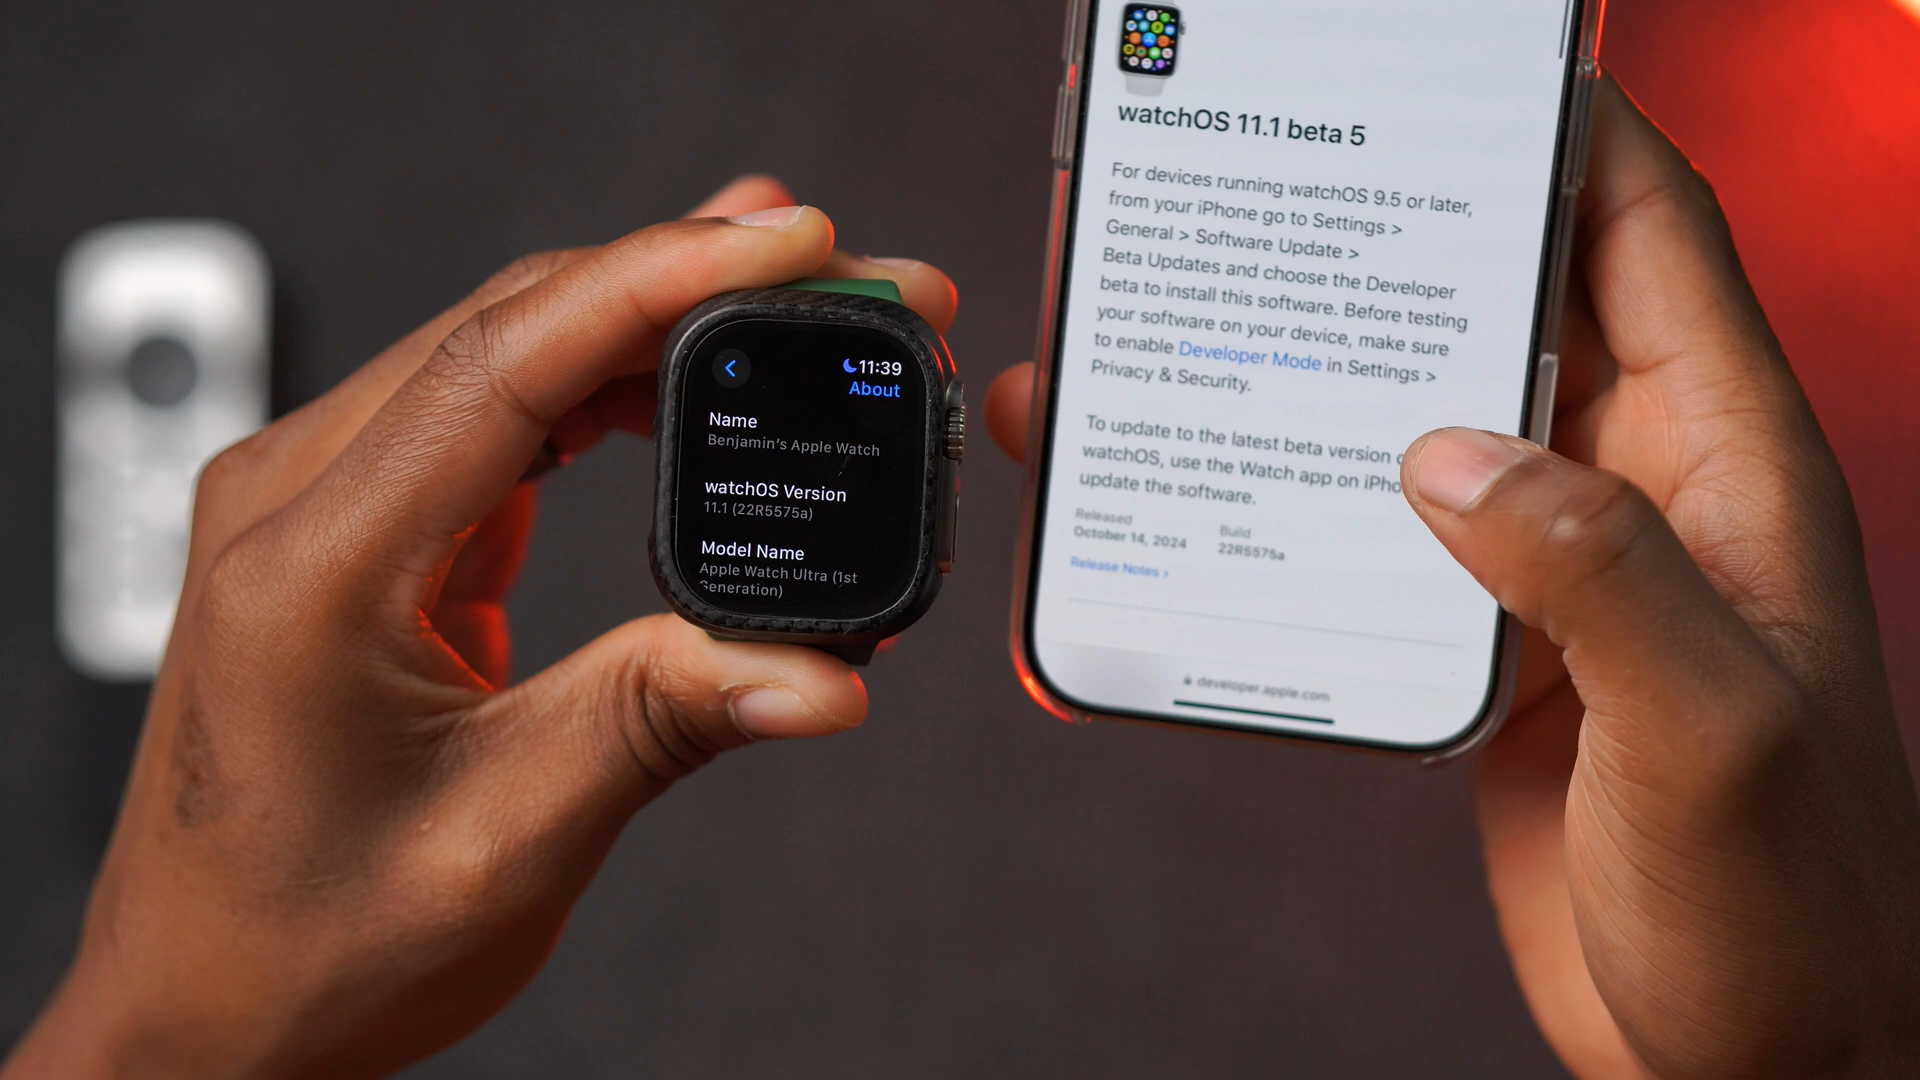 11:39
About
Name
Benjamin's Apple Watch
watchOS Version
11.1 (22R5575a)
Model Name
Apple Watch Ultra (1st
Generation)
watchOS 11.1 beta 5
For devices running watchOS 9.5 or later,
from your iPhone go to Settings >
General > Software Update >
Beta Updates and choose the Developer
beta to install this software. Before testing
your software on your device, make sure
to enable Developer Mode in Settings >
Privacy & Security.
To update to the latest beta version
watchOS, use the Watch app on iPho
update the software.
Released
October 14, 2024
Build
22R5575a
Release Notes >
developer.apple.com